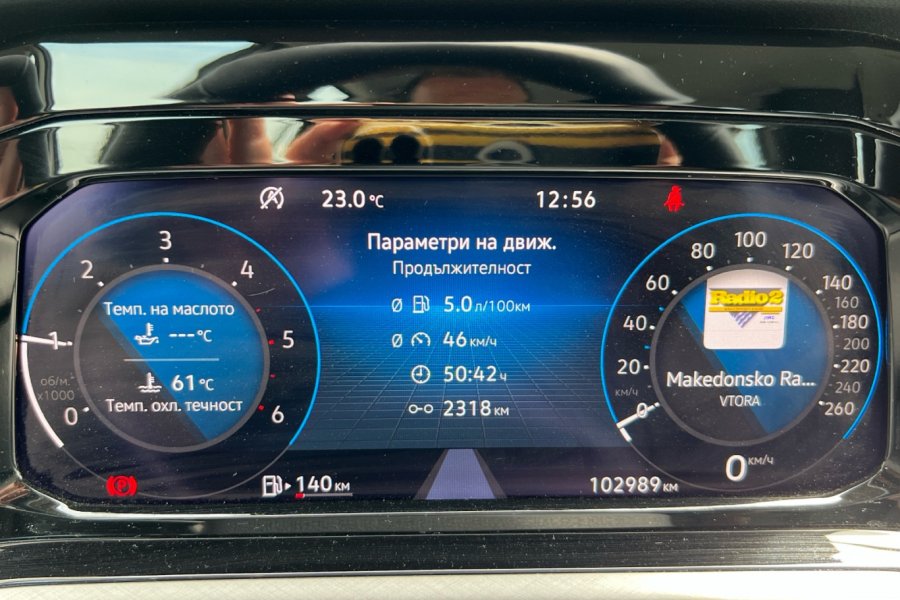 23.0 °C
12:56
Параметри на движ.
Продължителност
Ø 5.0 л/100км
Ø 46 км/ч
50:42 ч
2318 км
0
1
2
3
4
5
6
об/м.
x1000
Темп. на маслото
---°C
61 °C
Темп. охл. течност
0
20
40
60
80
100
120
140
160
180
200
220
240
260
км/ч
Radio 2
Makedonsko Ra...
VTORA
0 км/ч
P
140 км
102989 км